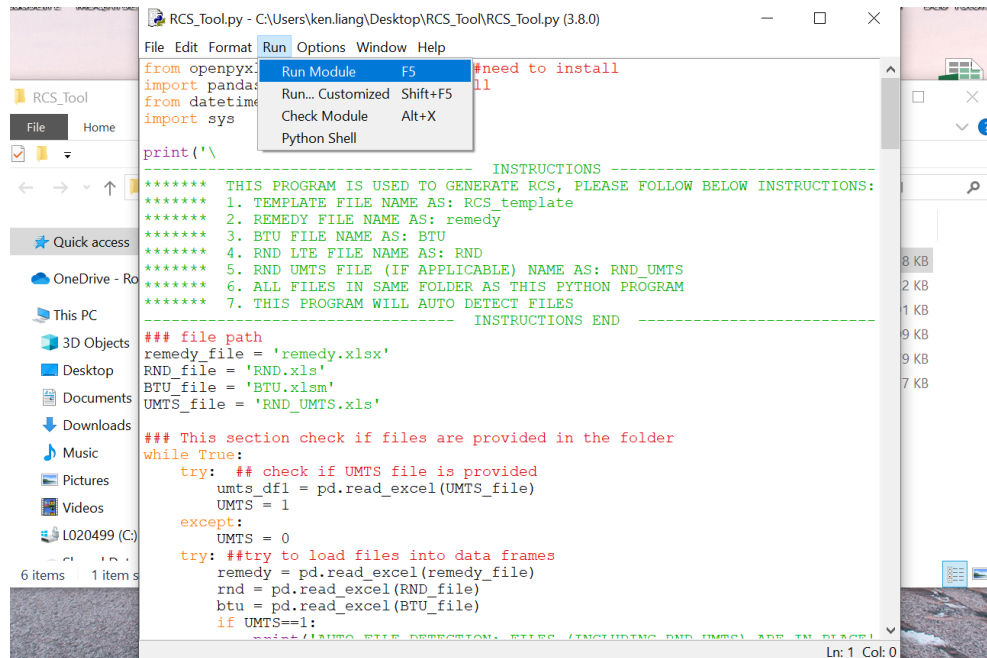 RCS_Tool.py - C:\Users\ken.liang\Desktop\RCS_Tool\RCS_Tool.py (3.8.0)
File Edit Format Run Options Window Help
Run Module F5
Run... Customized Shift+F5
Check Module Alt+X
Python Shell
from openpyx #need to install
import pandas ll
from datetime
import sys
print('\
------------------------------------ INSTRUCTIONS -----------------------------
******* THIS PROGRAM IS USED TO GENERATE RCS, PLEASE FOLLOW BELOW INSTRUCTIONS:
******* 1. TEMPLATE FILE NAME AS: RCS_template
******* 2. REMEDY FILE NAME AS: remedy
******* 3. BTU FILE NAME AS: BTU
******* 4. RND LTE FILE NAME AS: RND
******* 5. RND UMTS FILE (IF APPLICABLE) NAME AS: RND_UMTS
******* 6. ALL FILES IN SAME FOLDER AS THIS PYTHON PROGRAM
******* 7. THIS PROGRAM WILL AUTO DETECT FILES
---------------------------------- INSTRUCTIONS END --------------------------
### file path
remedy_file = 'remedy.xlsx'
RND_file = 'RND.xls'
BTU_file = 'BTU.xlsm'
UMTS_file = 'RND_UMTS.xls'
### This section check if files are provided in the folder
while True:
    try:  ## check if UMTS file is provided
        umts_df1 = pd.read_excel(UMTS_file)
        UMTS = 1
    except:
        UMTS = 0
    try: ##try to load files into data frames
        remedy = pd.read_excel(remedy_file)
        rnd = pd.read_excel(RND_file)
        btu = pd.read_excel(BTU_file)
        if UMTS==1:
            print('AUTO FILE DETECTION: FILES (INCLUDING RND_UMTS) ARE IN PLACE!
Ln: 1 Col: 0
RCS_Tool
File Home
Quick access
OneDrive - Ro
This PC
3D Objects
Desktop
Documents
Downloads
Music
Pictures
Videos
L020499 (C:)
6 items 1 item s
8 KB
2 KB
1 KB
9 KB
9 KB
7 KB